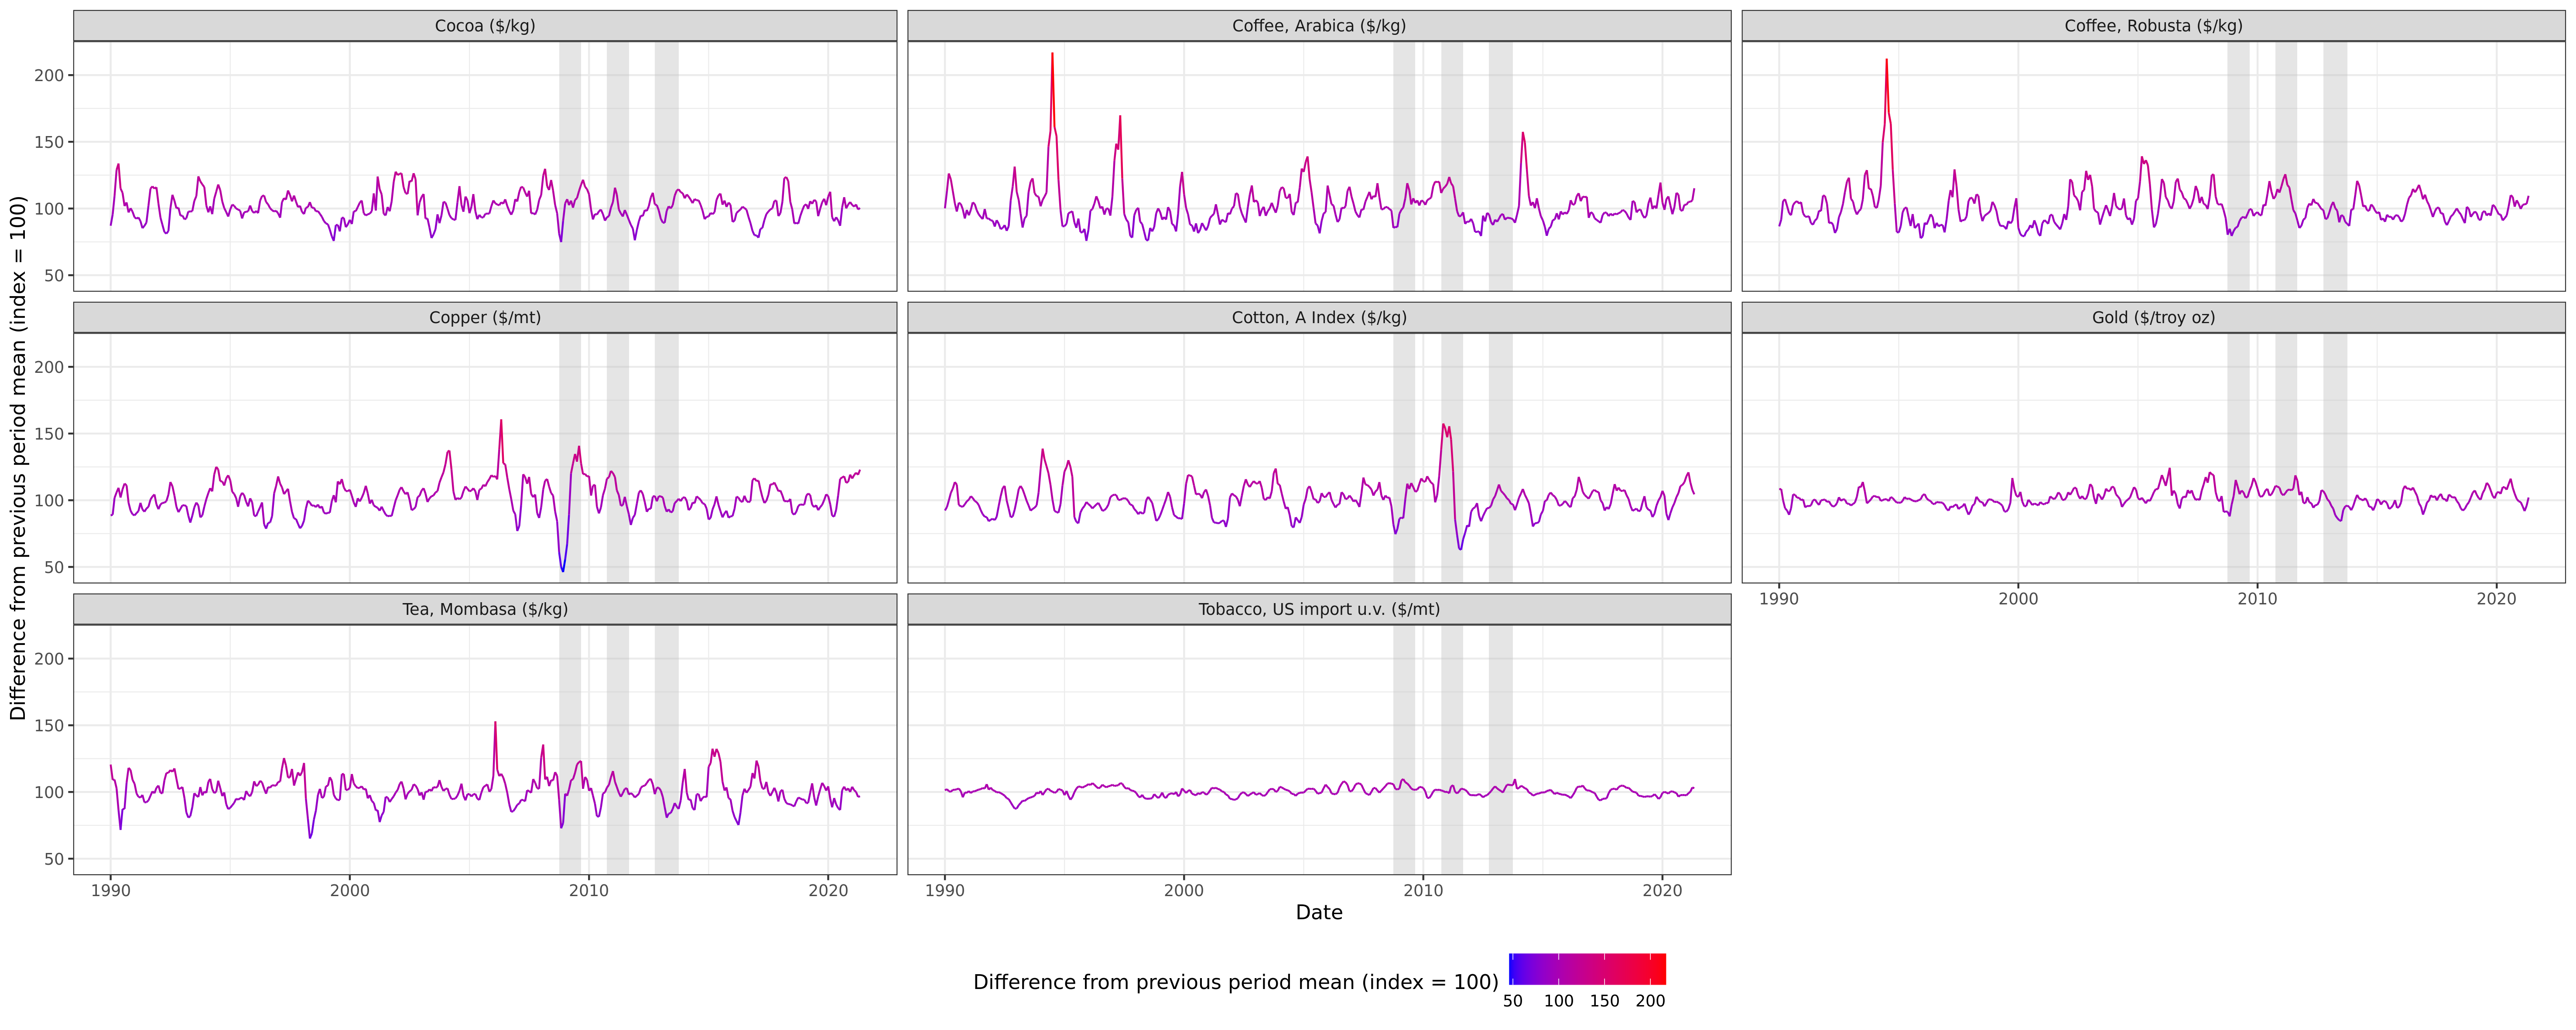 Cocoa ($/kg)
Coffee, Arabica ($/kg)
Coffee, Robusta ($/kg)
200
150
100
50
Copper ($/mt)
Cotton, A Index ($/kg)
Gold ($/troy oz)
200
150
100
50
1990 2000 2010 2020
Tea, Mombasa ($/kg)
Tobacco, US import u.v. ($/mt)
200
150
100
50
1990 2000 2010 2020
1990 2000 2010 2020
Difference from previous period mean (index = 100)
Date
Difference from previous period mean (index = 100)
50 100 150 200